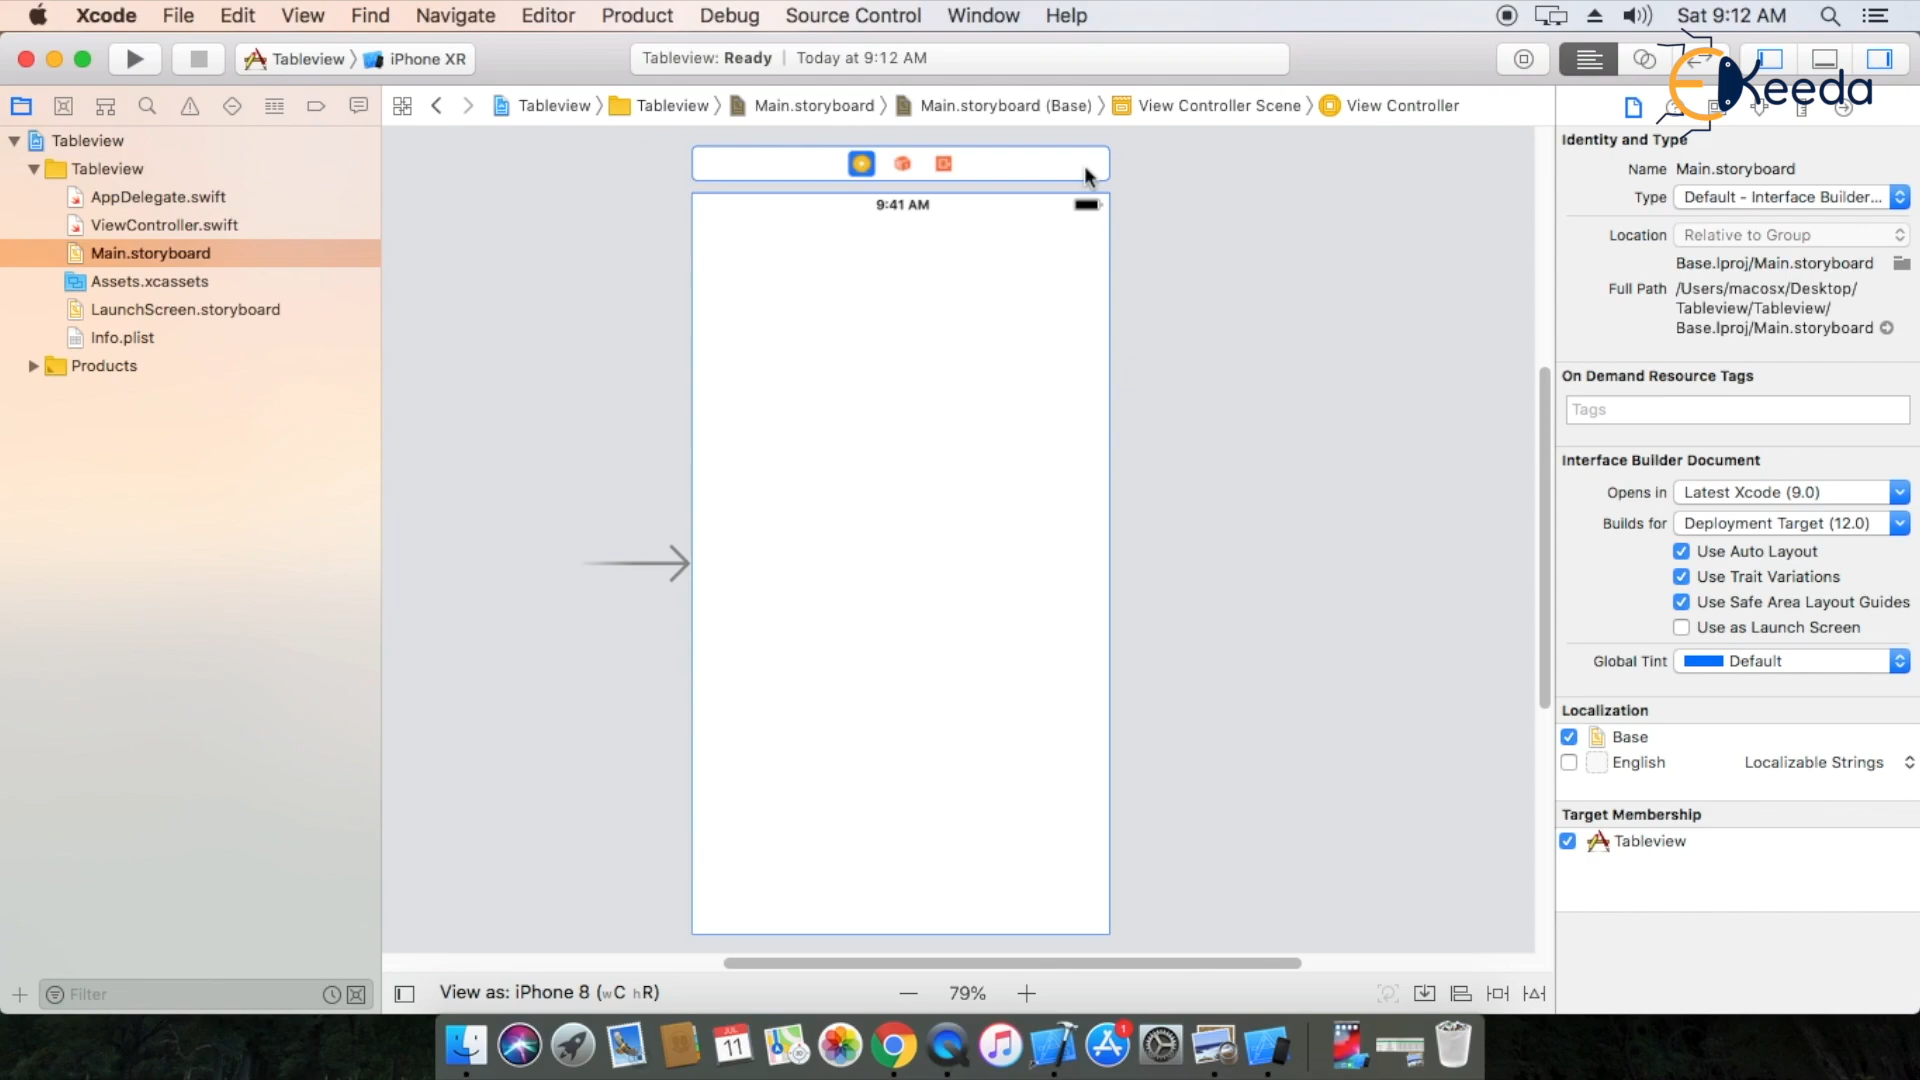 Xcode File Edit View Find Navigate Editor Product Debug Source Control Window Help Sat 9:12 AM
Tableview iPhone XR Tableview: Ready Today at 9:12 AM
EKeeda
Tableview Tableview Main.storyboard Main.storyboard (Base) View Controller Scene View Controller
Tableview
Tableview
AppDelegate.swift
ViewController.swift
Main.storyboard
Assets.xcassets
LaunchScreen.storyboard
Info.plist
Products
Filter
9:41 AM
View as: iPhone 8 (wC hR)
79%
Identity and Type
Name Main.storyboard
Type Default - Interface Builder...
Location Relative to Group
Base.lproj/Main.storyboard
Full Path /Users/macosx/Desktop/
Tableview/Tableview/
Base.lproj/Main.storyboard
On Demand Resource Tags
Tags
Interface Builder Document
Opens in Latest Xcode (9.0)
Builds for Deployment Target (12.0)
Use Auto Layout
Use Trait Variations
Use Safe Area Layout Guides
Use as Launch Screen
Global Tint Default
Localization
Base
English Localizable Strings
Target Membership
Tableview
JUL
11
1